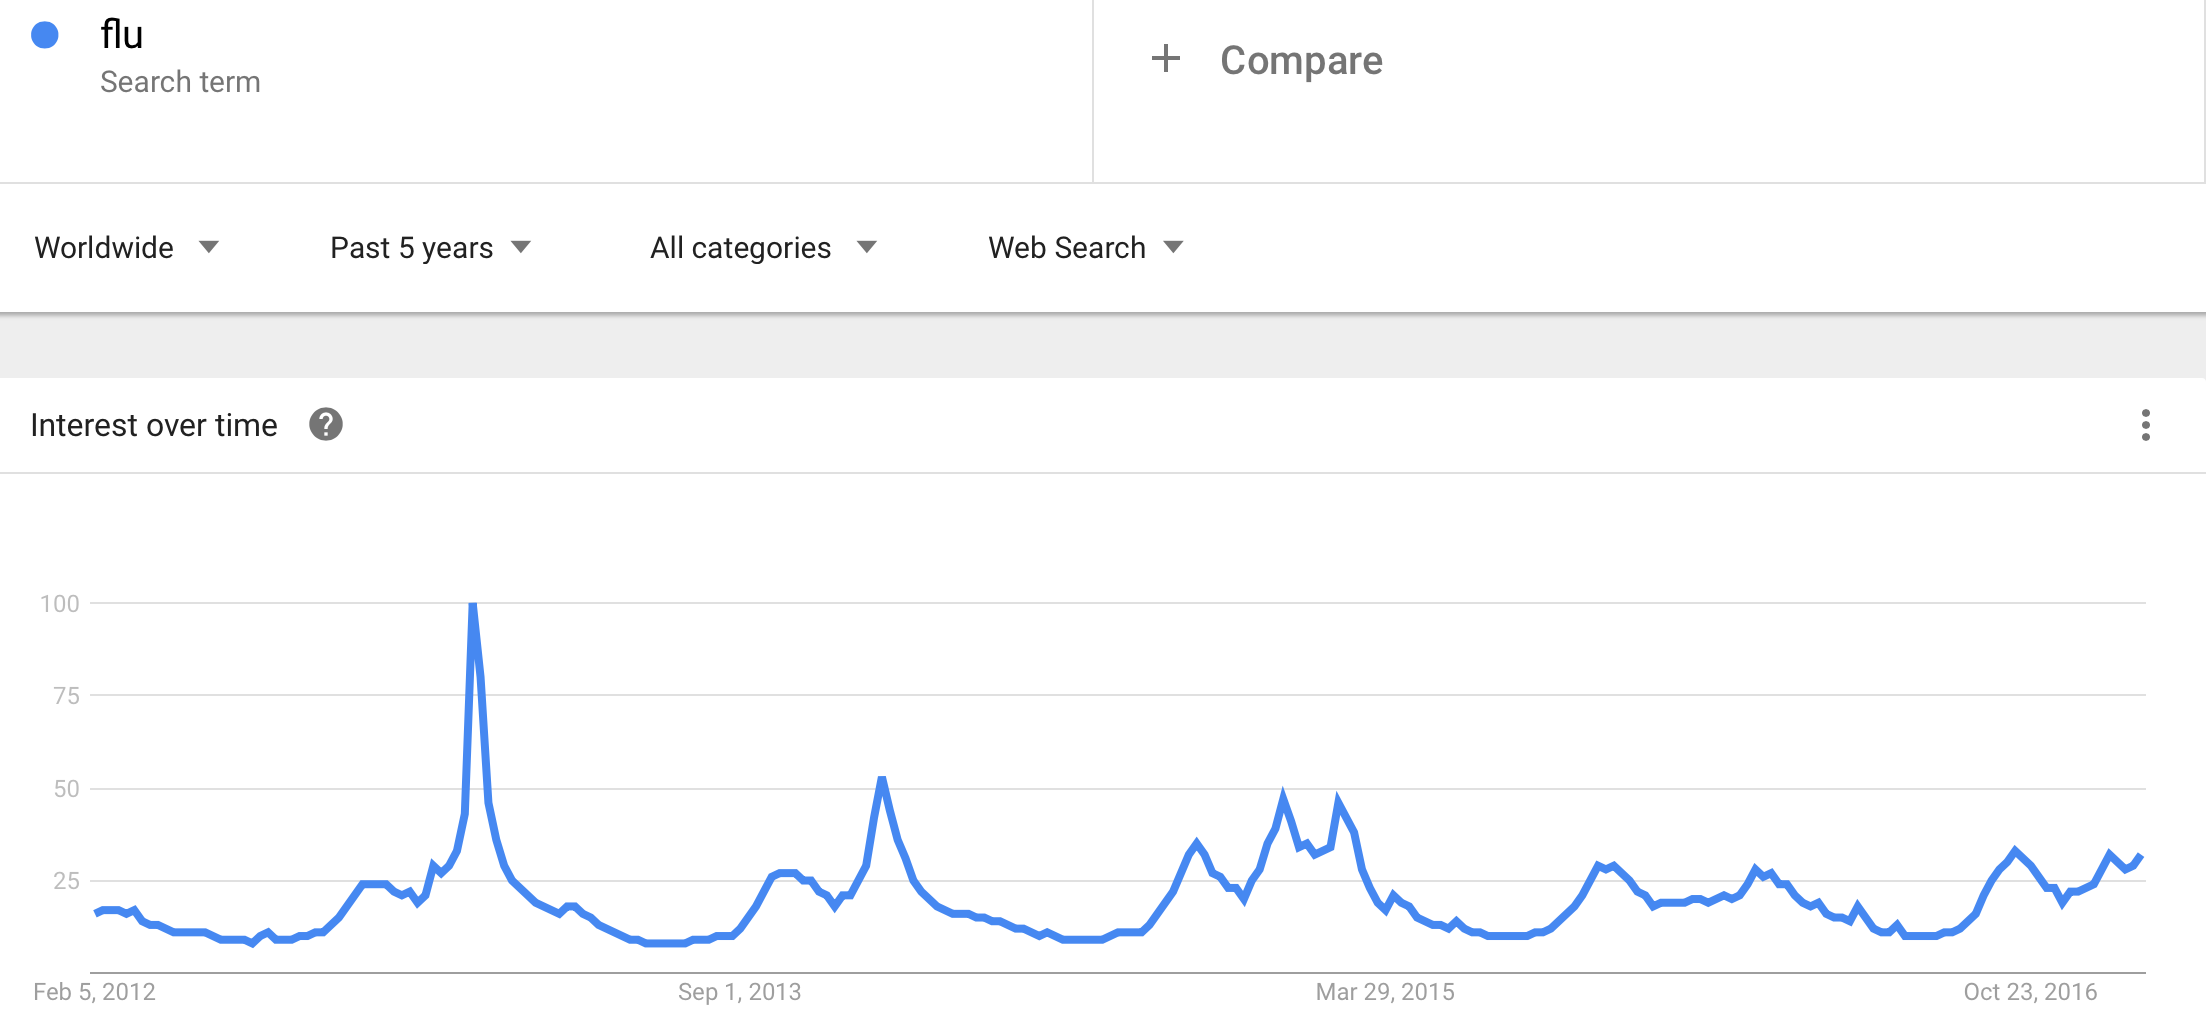 flu
Search term
+ Compare
Worldwide
Past 5 years
All categories
Web Search
Interest over time ?
100
75
50
25
Feb 5, 2012
Sep 1, 2013
Mar 29, 2015
Oct 23, 2016